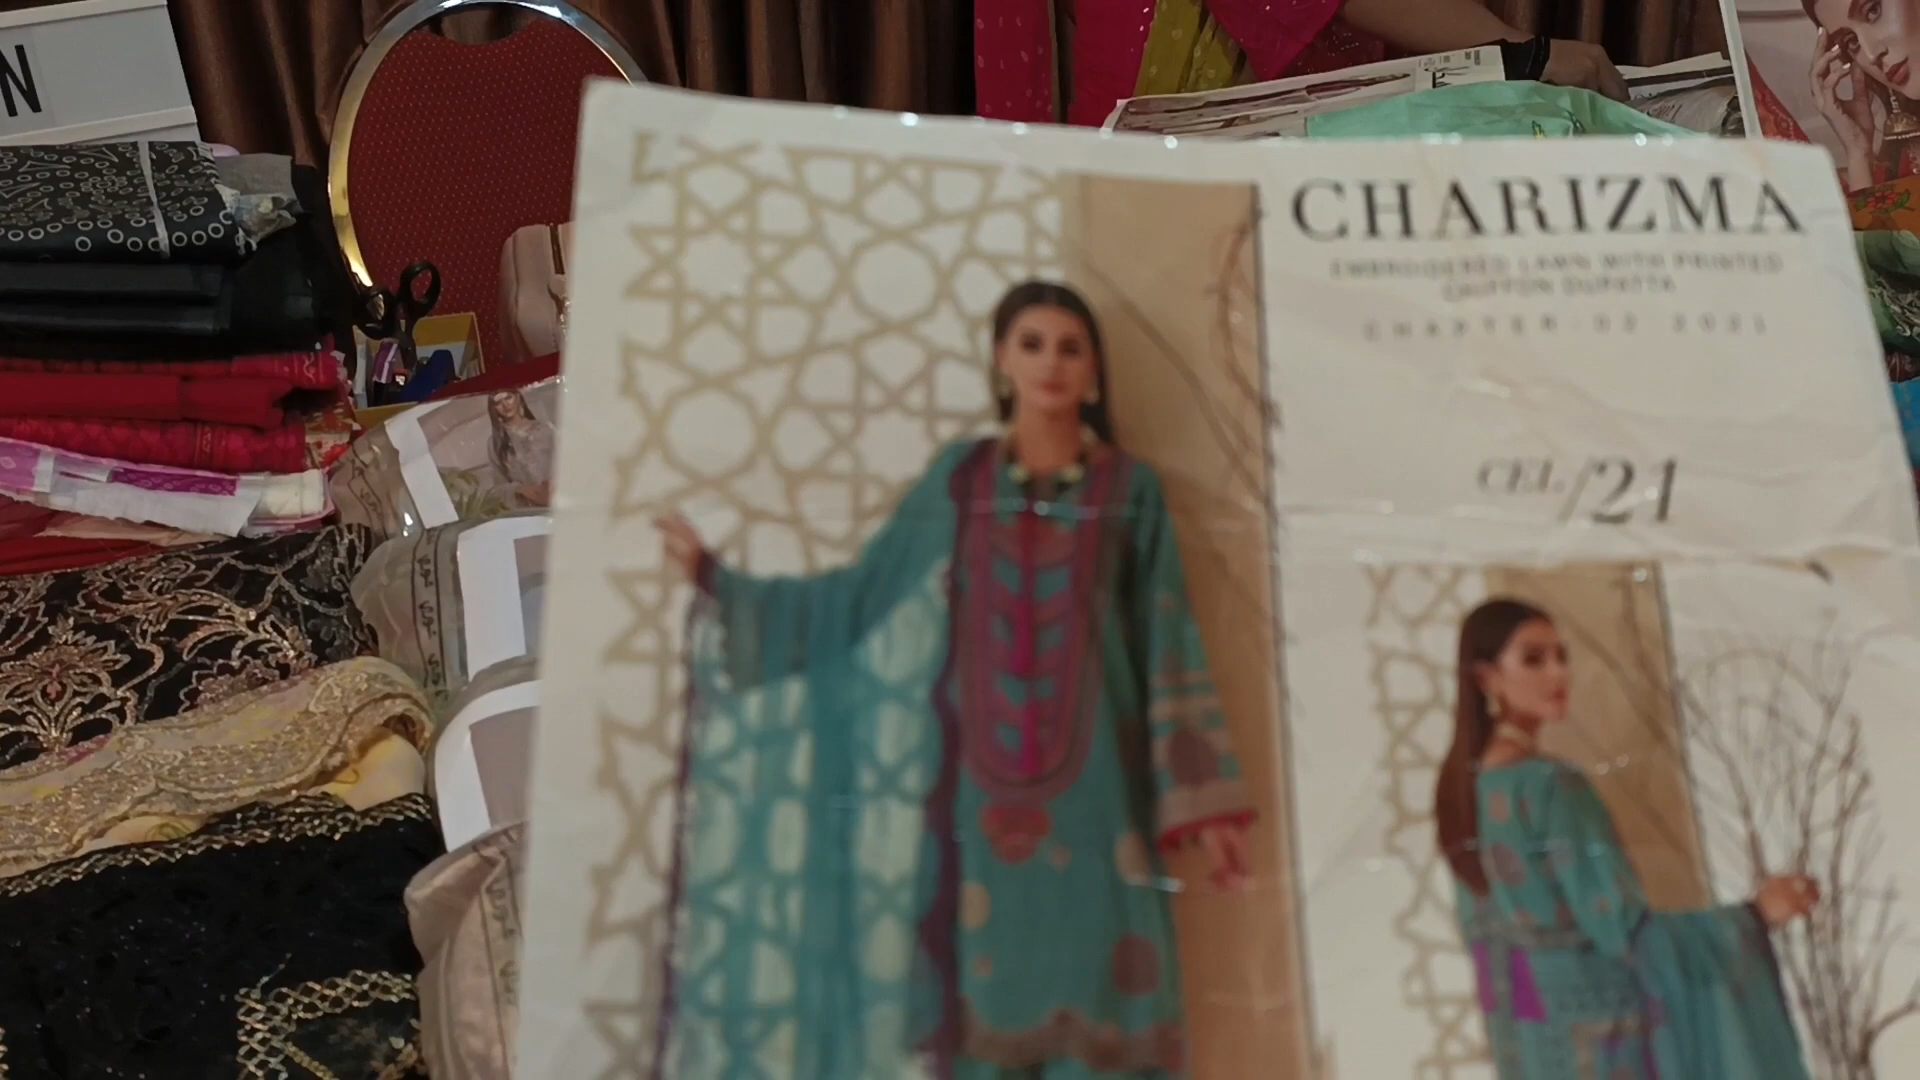 N
CHARIZMA
EMBROIDERED LAWN WITH PRINTED
CHIFFON DUPATTA
CHAPTER-02 2021
CEL/21